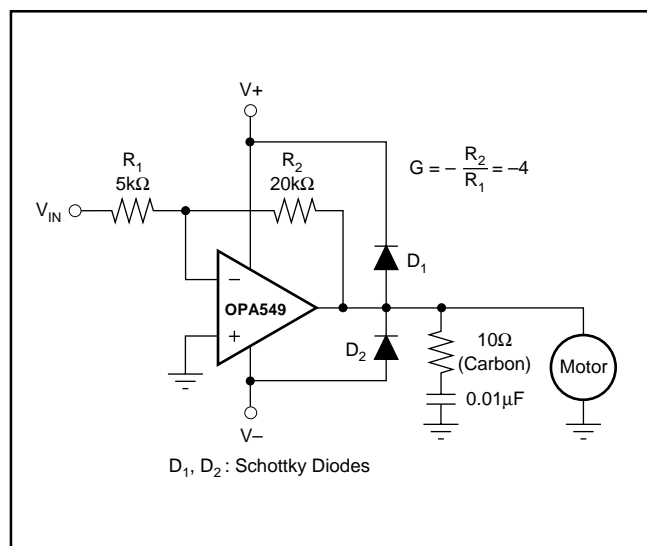 V+
R1
5kΩ
R2
20kΩ
G = − R2/R1 = −4
VIN
D1
−
OPA549
+
D2
10Ω
(Carbon)
Motor
0.01µF
V−
D1, D2 : Schottky Diodes